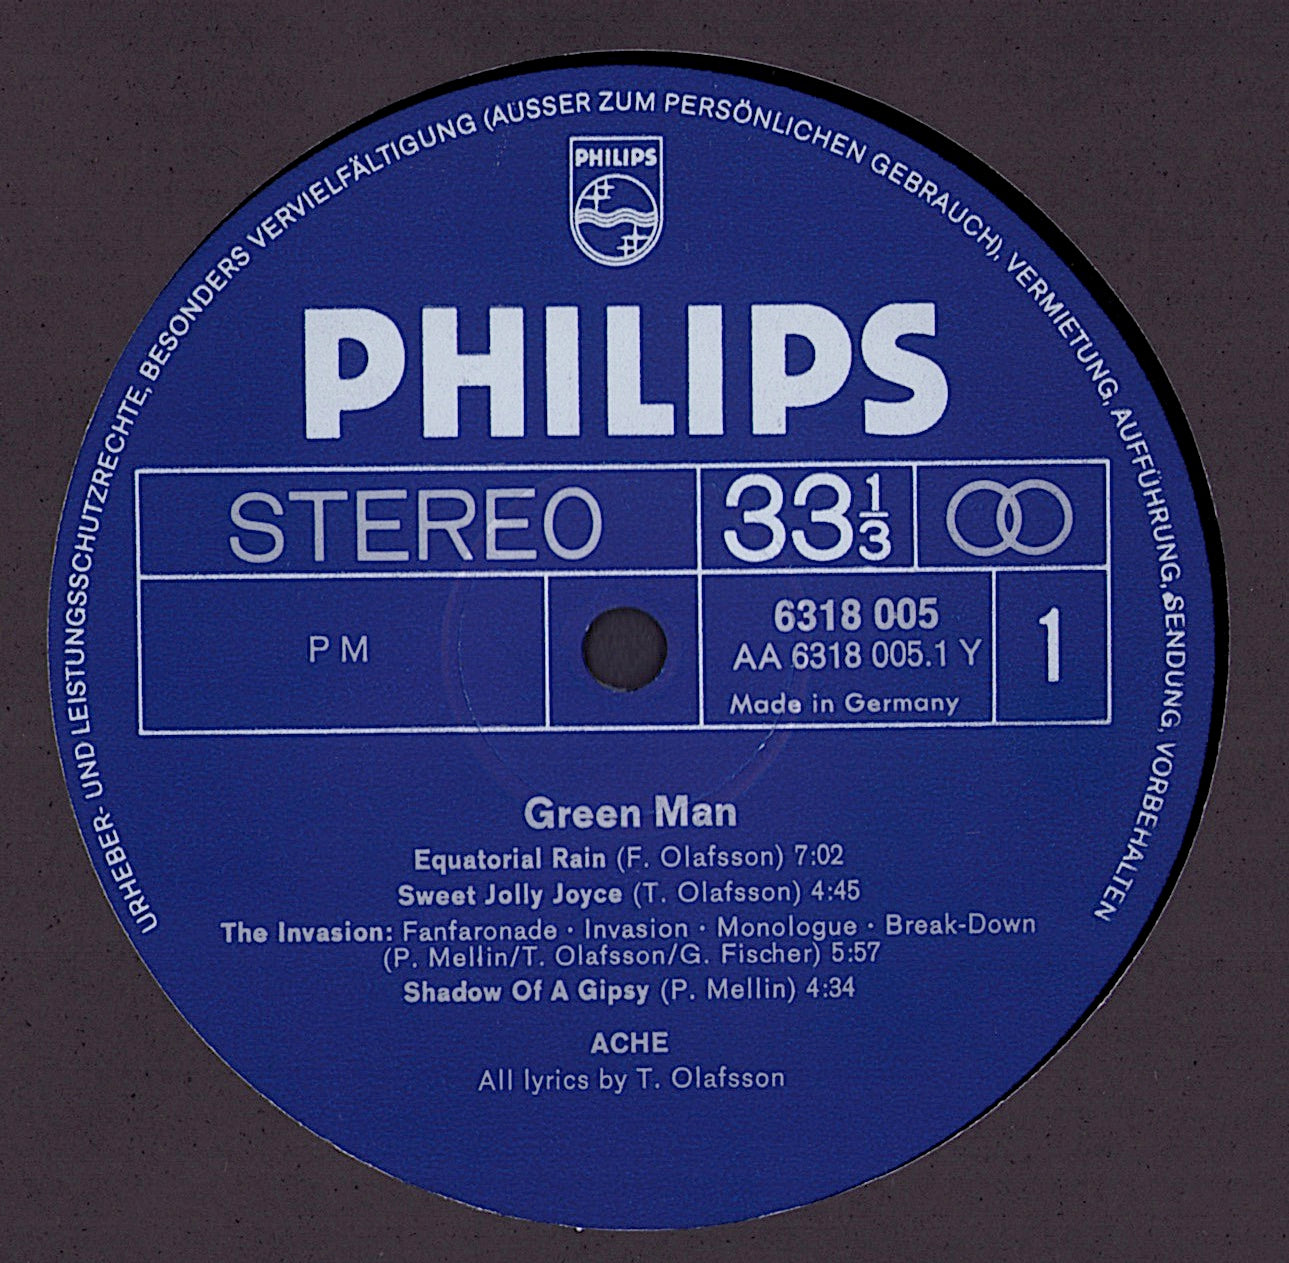 URHEBER- UND LEISTUNGSSCHUTZRECHTE, BESONDERS VERVIELFÄLTIGUNG (AUSSER ZUM PERSÖNLICHEN GEBRAUCH), VERMIETUNG, AUFFÜHRUNG, SENDUNG, VORBEHALTEN
PHILIPS
PHILIPS
STEREO 33 1/3
PM 6318 005 1
AA 6318 005.1 Y
Made in Germany
Green Man
Equatorial Rain (F. Olafsson) 7:02
Sweet Jolly Joyce (T. Olafsson) 4:45
The Invasion: Fanfaronade · Invasion · Monologue · Break-Down
(P. Mellin/T. Olafsson/G. Fischer) 5:57
Shadow Of A Gipsy (P. Mellin) 4:34
ACHE
All lyrics by T. Olafsson